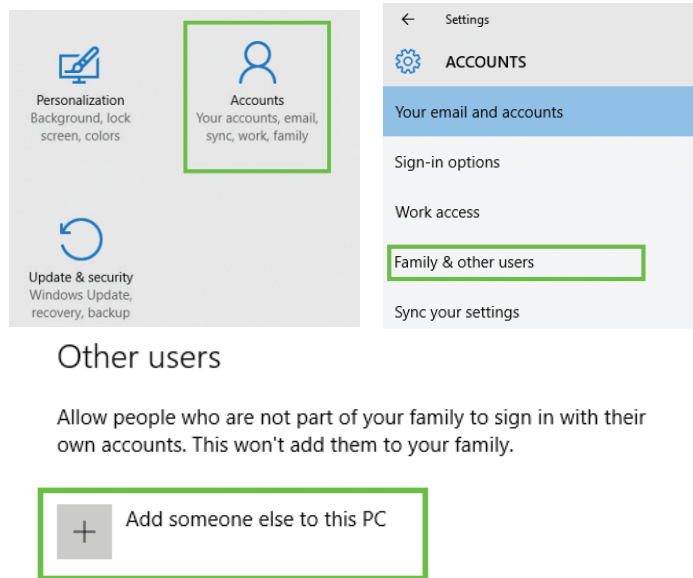 Personalization
Background, lock
screen, colors
Accounts
Your accounts, email,
sync, work, family
Update & security
Windows Update,
recovery, backup
Settings
ACCOUNTS
Your email and accounts
Sign-in options
Work access
Family & other users
Sync your settings
Other users
Allow people who are not part of your family to sign in with their
own accounts. This won't add them to your family.
Add someone else to this PC